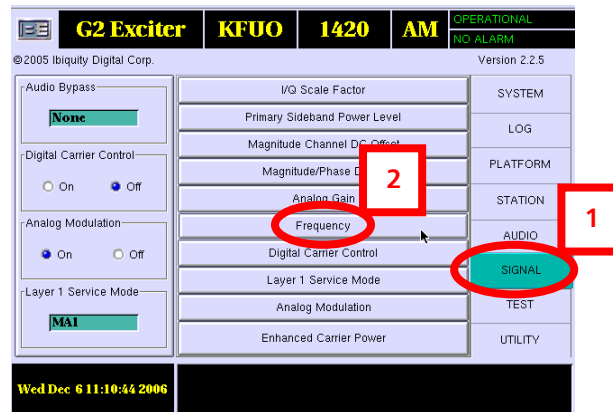 G2 Exciter KFUO 1420 AM OPERATIONAL
NO ALARM
©2005 Ibiquity Digital Corp. Version 2.2.5
Audio Bypass
None
Digital Carrier Control
On Off
Analog Modulation
On Off
Layer 1 Service Mode
MA1
I/Q Scale Factor
Primary Sideband Power Level
Magnitude Channel DC Offset
Magnitude/Phase D
Analog Gain
Frequency
Digital Carrier Control
Layer 1 Service Mode
Analog Modulation
Enhanced Carrier Power
2
SYSTEM
LOG
PLATFORM
STATION
AUDIO
SIGNAL
TEST
UTILITY
1
Wed Dec 6 11:10:44 2006